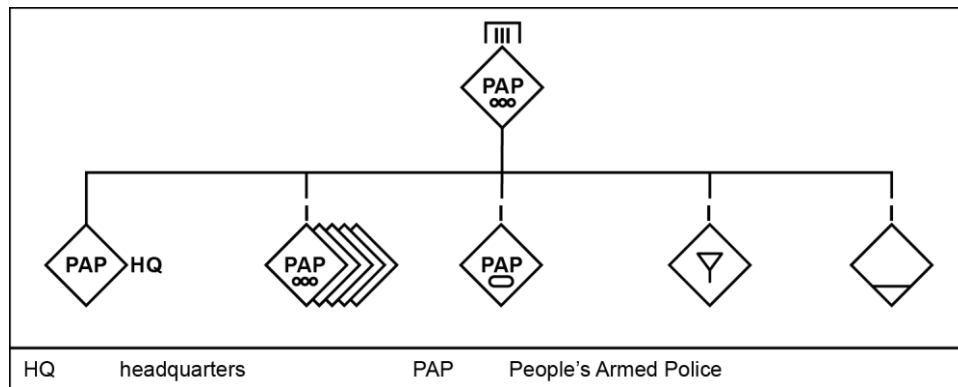 III
PAP
PAP HQ
PAP
PAP
HQ headquarters PAP People's Armed Police